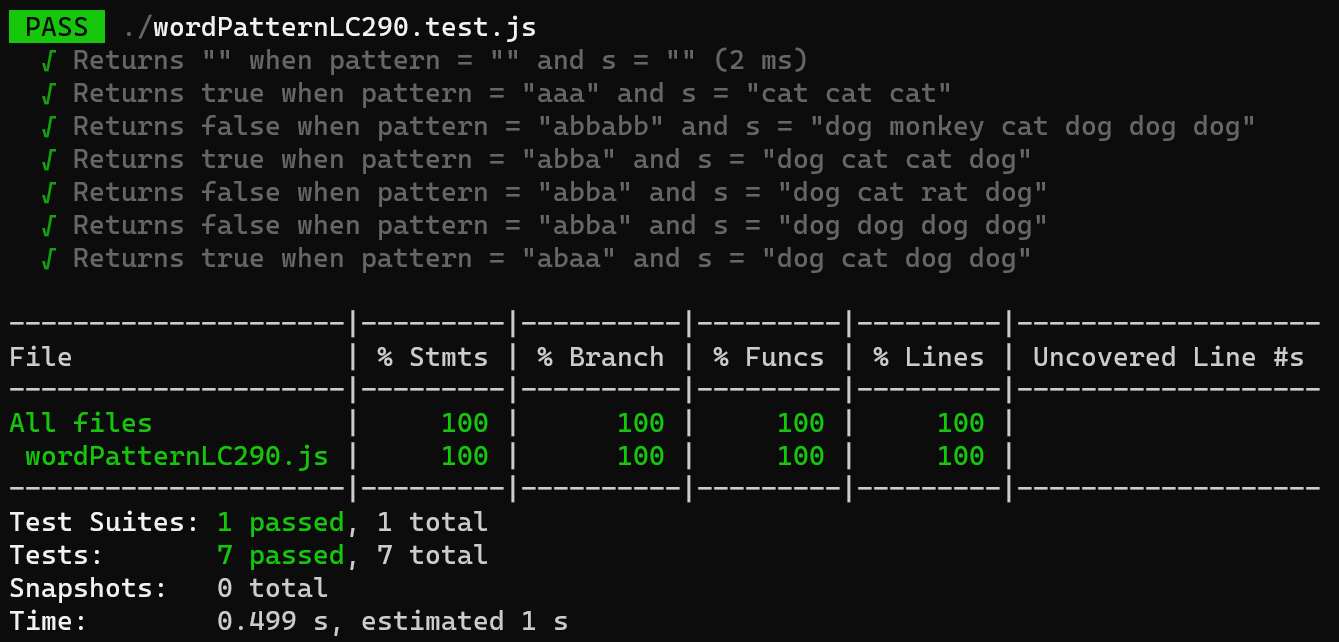 PASS ./wordPatternLC290.test.js
√ Returns "" when pattern = "" and s = "" (2 ms)
√ Returns true when pattern = "aaa" and s = "cat cat cat"
√ Returns false when pattern = "abbabb" and s = "dog monkey cat dog dog dog"
√ Returns true when pattern = "abba" and s = "dog cat cat dog"
√ Returns false when pattern = "abba" and s = "dog cat rat dog"
√ Returns false when pattern = "abba" and s = "dog dog dog dog"
√ Returns true when pattern = "abaa" and s = "dog cat dog dog"
---------------------|---------|----------|---------|---------|-------------------
File                 | % Stmts | % Branch | % Funcs | % Lines | Uncovered Line #s
---------------------|---------|----------|---------|---------|-------------------
All files            |     100 |      100 |     100 |     100 |
 wordPatternLC290.js |     100 |      100 |     100 |     100 |
---------------------|---------|----------|---------|---------|-------------------
Test Suites: 1 passed, 1 total
Tests:       7 passed, 7 total
Snapshots:   0 total
Time:        0.499 s, estimated 1 s